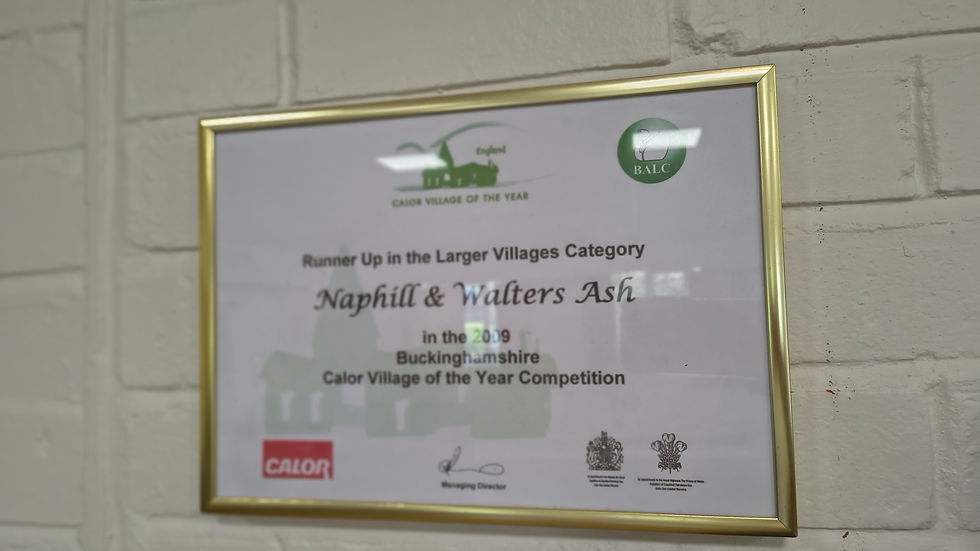 England
BALC
CALOR VILLAGE OF THE YEAR
Runner Up in the Larger Villages Category
Naphill & Walters Ash
in the 2009
Buckinghamshire
Calor Village of the Year Competition
CALOR
Managing Director